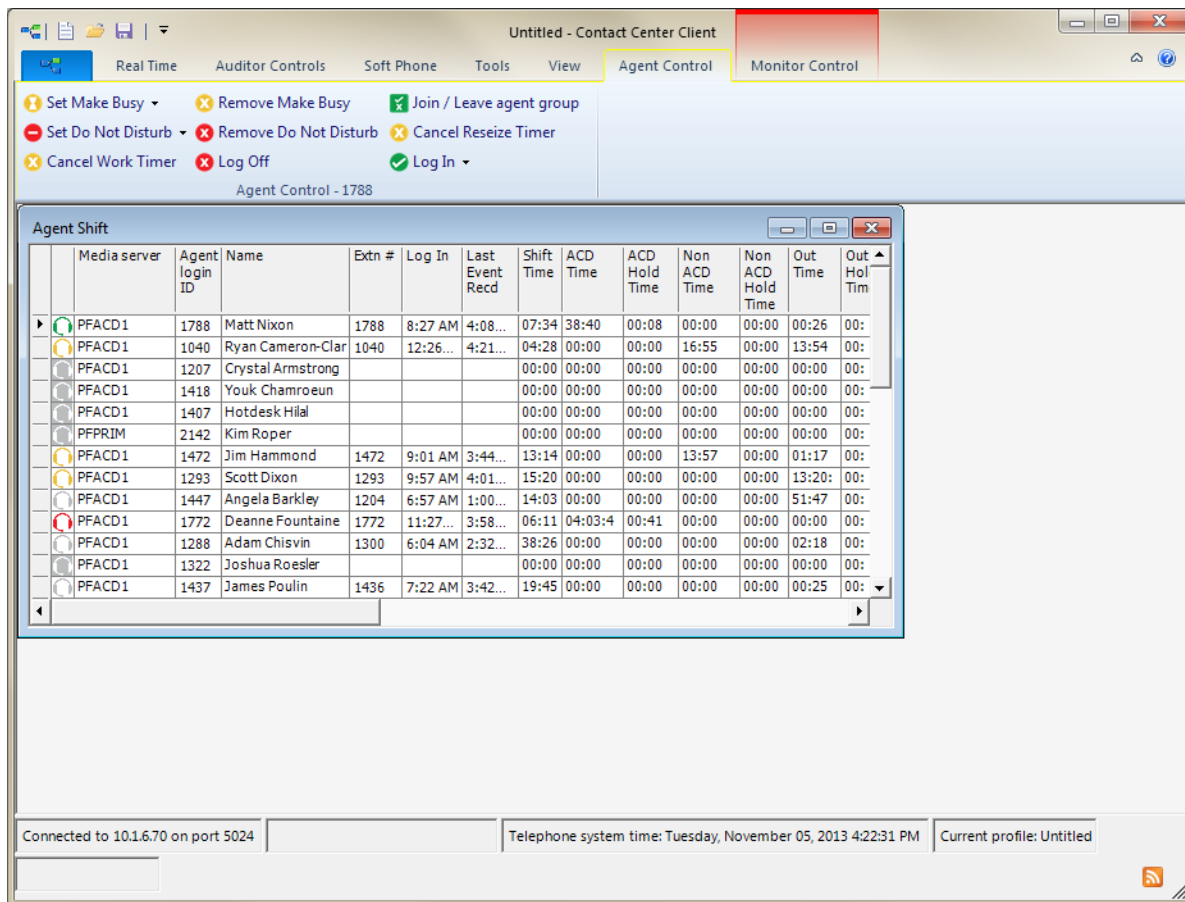 Untitled - Contact Center Client
Real Time Auditor Controls Soft Phone Tools View Agent Control Monitor Control
Set Make Busy Remove Make Busy Join / Leave agent group
Set Do Not Disturb Remove Do Not Disturb Cancel Reseize Timer
Cancel Work Timer Log Off Log In
Agent Control - 1788
Agent Shift
Media server Agent login ID Name Extn # Log In Last Event Recd Shift Time ACD Time ACD Hold Time Non ACD Time Non ACD Hold Time Out Time Out Hol Tim
PFACD1 1788 Matt Nixon 1788 8:27 AM 4:08... 07:34 38:40 00:08 00:00 00:00 00:26 00:
PFACD1 1040 Ryan Cameron-Clar 1040 12:26... 4:21... 04:28 00:00 00:00 16:55 00:00 13:54 00:
PFACD1 1207 Crystal Armstrong 00:00 00:00 00:00 00:00 00:00 00:00 00:
PFACD1 1418 Youk Chamroeun 00:00 00:00 00:00 00:00 00:00 00:00 00:
PFACD1 1407 Hotdesk Hilal 00:00 00:00 00:00 00:00 00:00 00:00 00:
PFPRIM 2142 Kim Roper 00:00 00:00 00:00 00:00 00:00 00:00 00:
PFACD1 1472 Jim Hammond 1472 9:01 AM 3:44... 13:14 00:00 00:00 13:57 00:00 01:17 00:
PFACD1 1293 Scott Dixon 1293 9:57 AM 4:01... 15:20 00:00 00:00 00:00 00:00 13:20: 00:
PFACD1 1447 Angela Barkley 1204 6:57 AM 1:00... 14:03 00:00 00:00 00:00 00:00 51:47 00:
PFACD1 1772 Deanne Fountaine 1772 11:27... 3:58... 06:11 04:03:4 00:41 00:00 00:00 00:00 00:
PFACD1 1288 Adam Chisvin 1300 6:04 AM 2:32... 38:26 00:00 00:00 00:00 00:00 02:18 00:
PFACD1 1322 Joshua Roesler 00:00 00:00 00:00 00:00 00:00 00:00 00:
PFACD1 1437 James Poulin 1436 7:22 AM 3:42... 19:45 00:00 00:00 00:00 00:00 00:25 00:
Connected to 10.1.6.70 on port 5024 Telephone system time: Tuesday, November 05, 2013 4:22:31 PM Current profile: Untitled